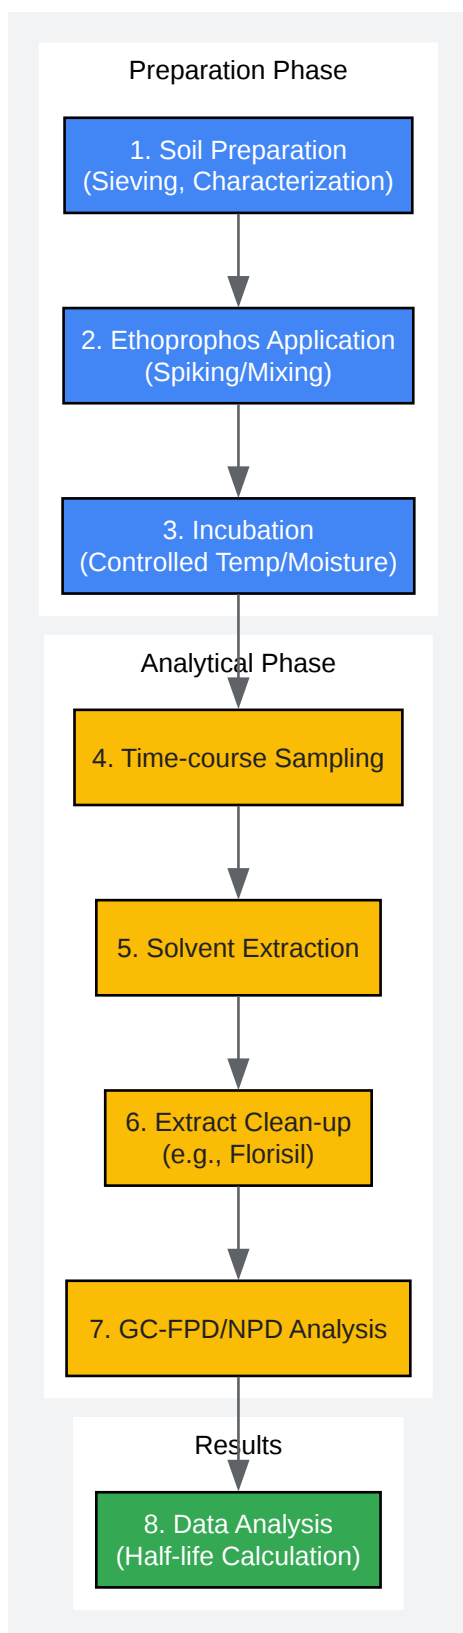 Preparation Phase
1. Soil Preparation
(Sieving, Characterization)
2. Ethoprophos Application
(Spiking/Mixing)
3. Incubation
(Controlled Temp/Moisture)
Analytical Phase
4. Time-course Sampling
5. Solvent Extraction
6. Extract Clean-up
(e.g., Florisil)
7. GC-FPD/NPD Analysis
Results
8. Data Analysis
(Half-life Calculation)